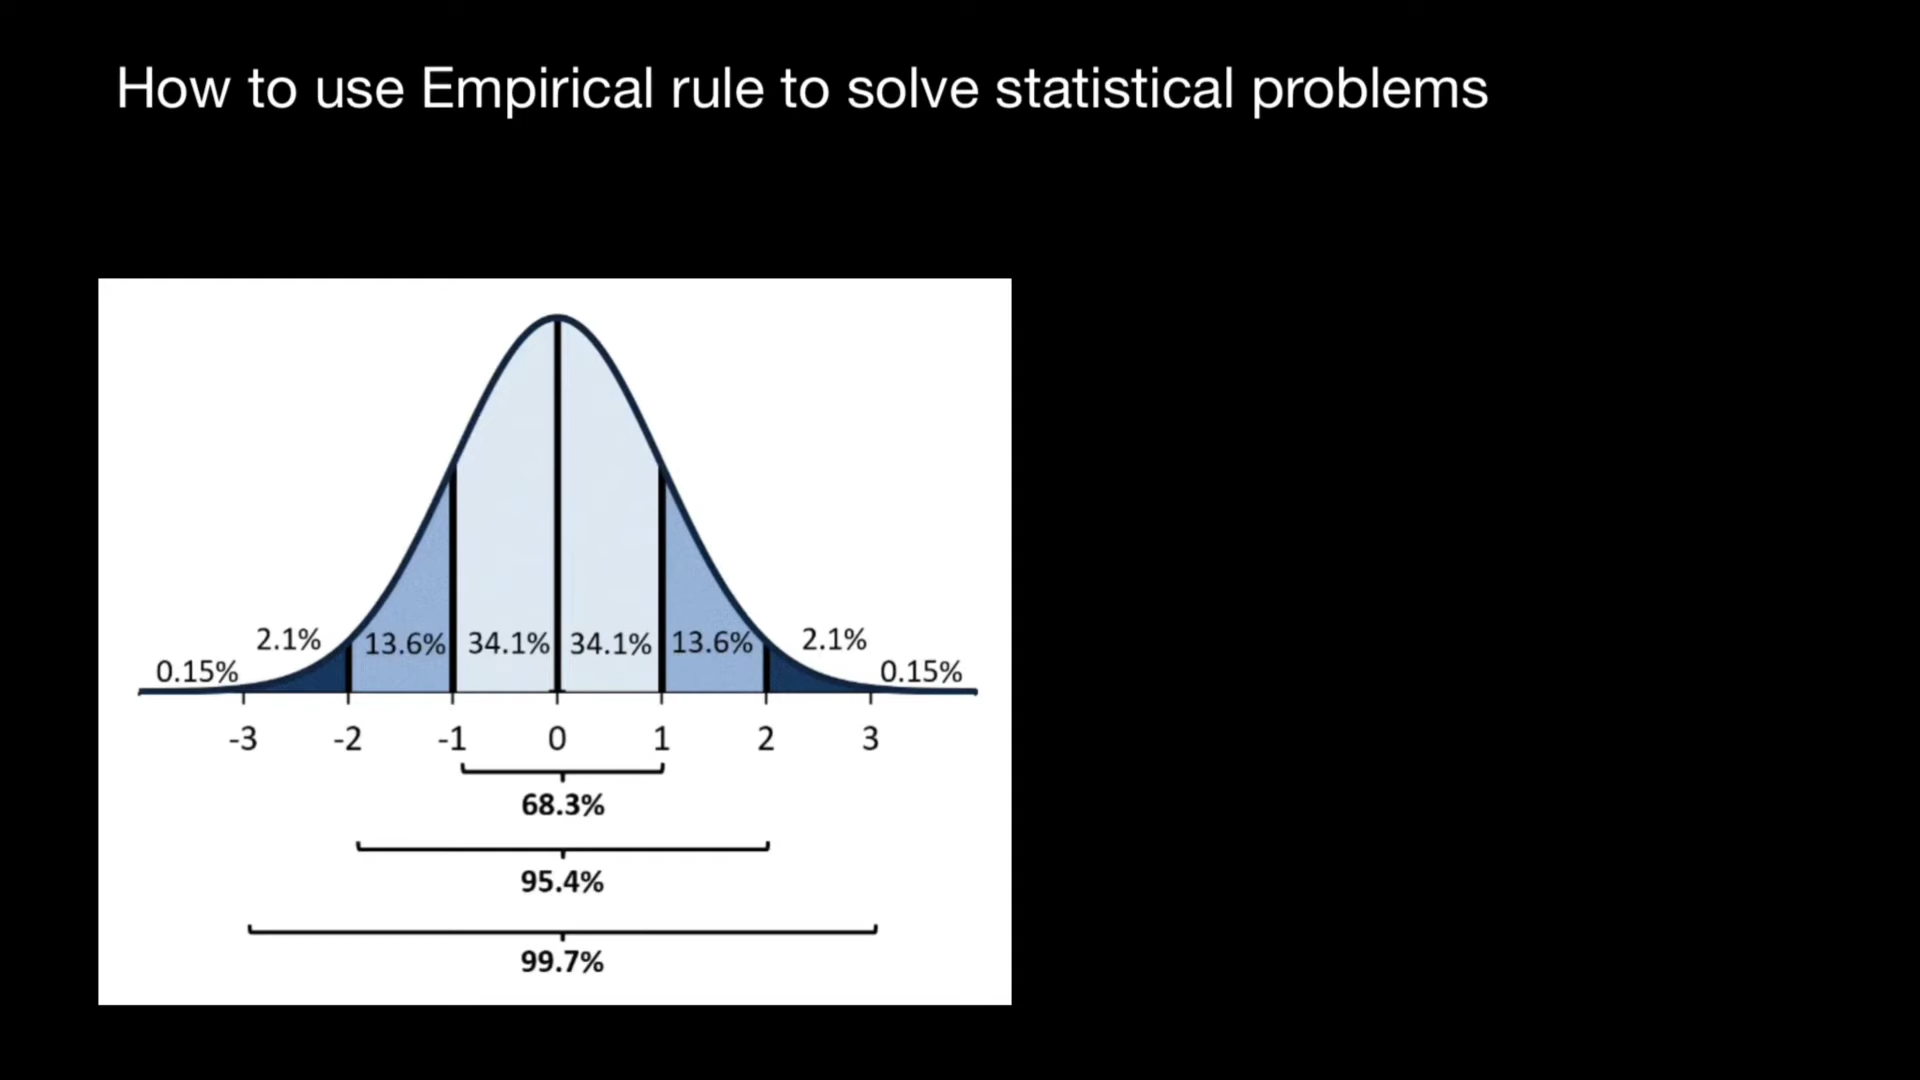 How to use Empirical rule to solve statistical problems
2.1% 13.6% 34.1% 34.1% 13.6% 2.1%
0.15% 0.15%
-3 -2 -1 0 1 2 3
68.3%
95.4%
99.7%